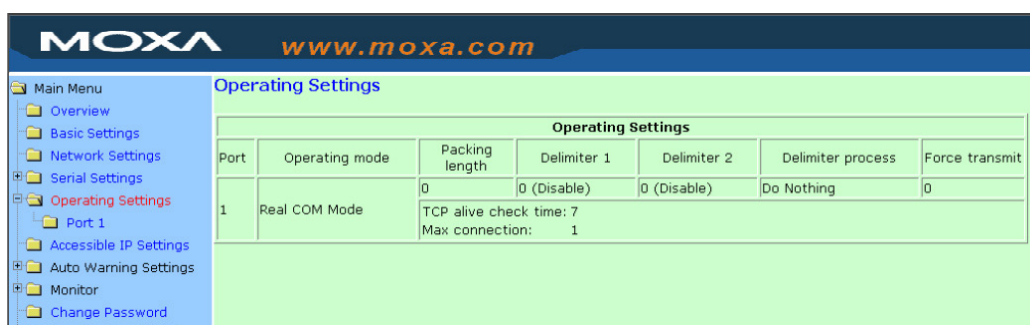 MOXA
www.moxa.com
Main Menu
Overview
Basic Settings
Network Settings
Serial Settings
Operating Settings
Port 1
Accessible IP Settings
Auto Warning Settings
Monitor
Change Password
Operating Settings
Operating Settings
Port Operating mode Packing length Delimiter 1 Delimiter 2 Delimiter process Force transmit
1 Real COM Mode 0 0 (Disable) 0 (Disable) Do Nothing 0
TCP alive check time: 7
Max connection: 1